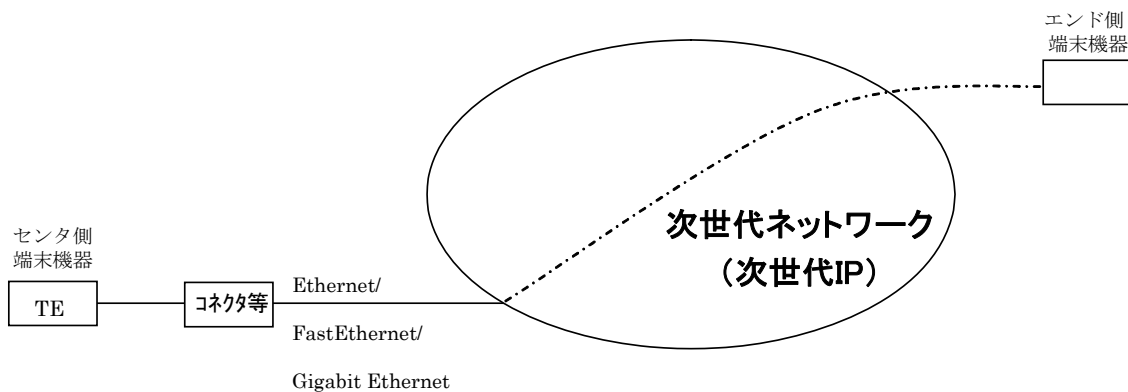 エンド側
端末機器
次世代ネットワーク
（次世代IP）
センタ側
端末機器
TE
コネクタ等
Ethernet/
FastEthernet/
Gigabit Ethernet